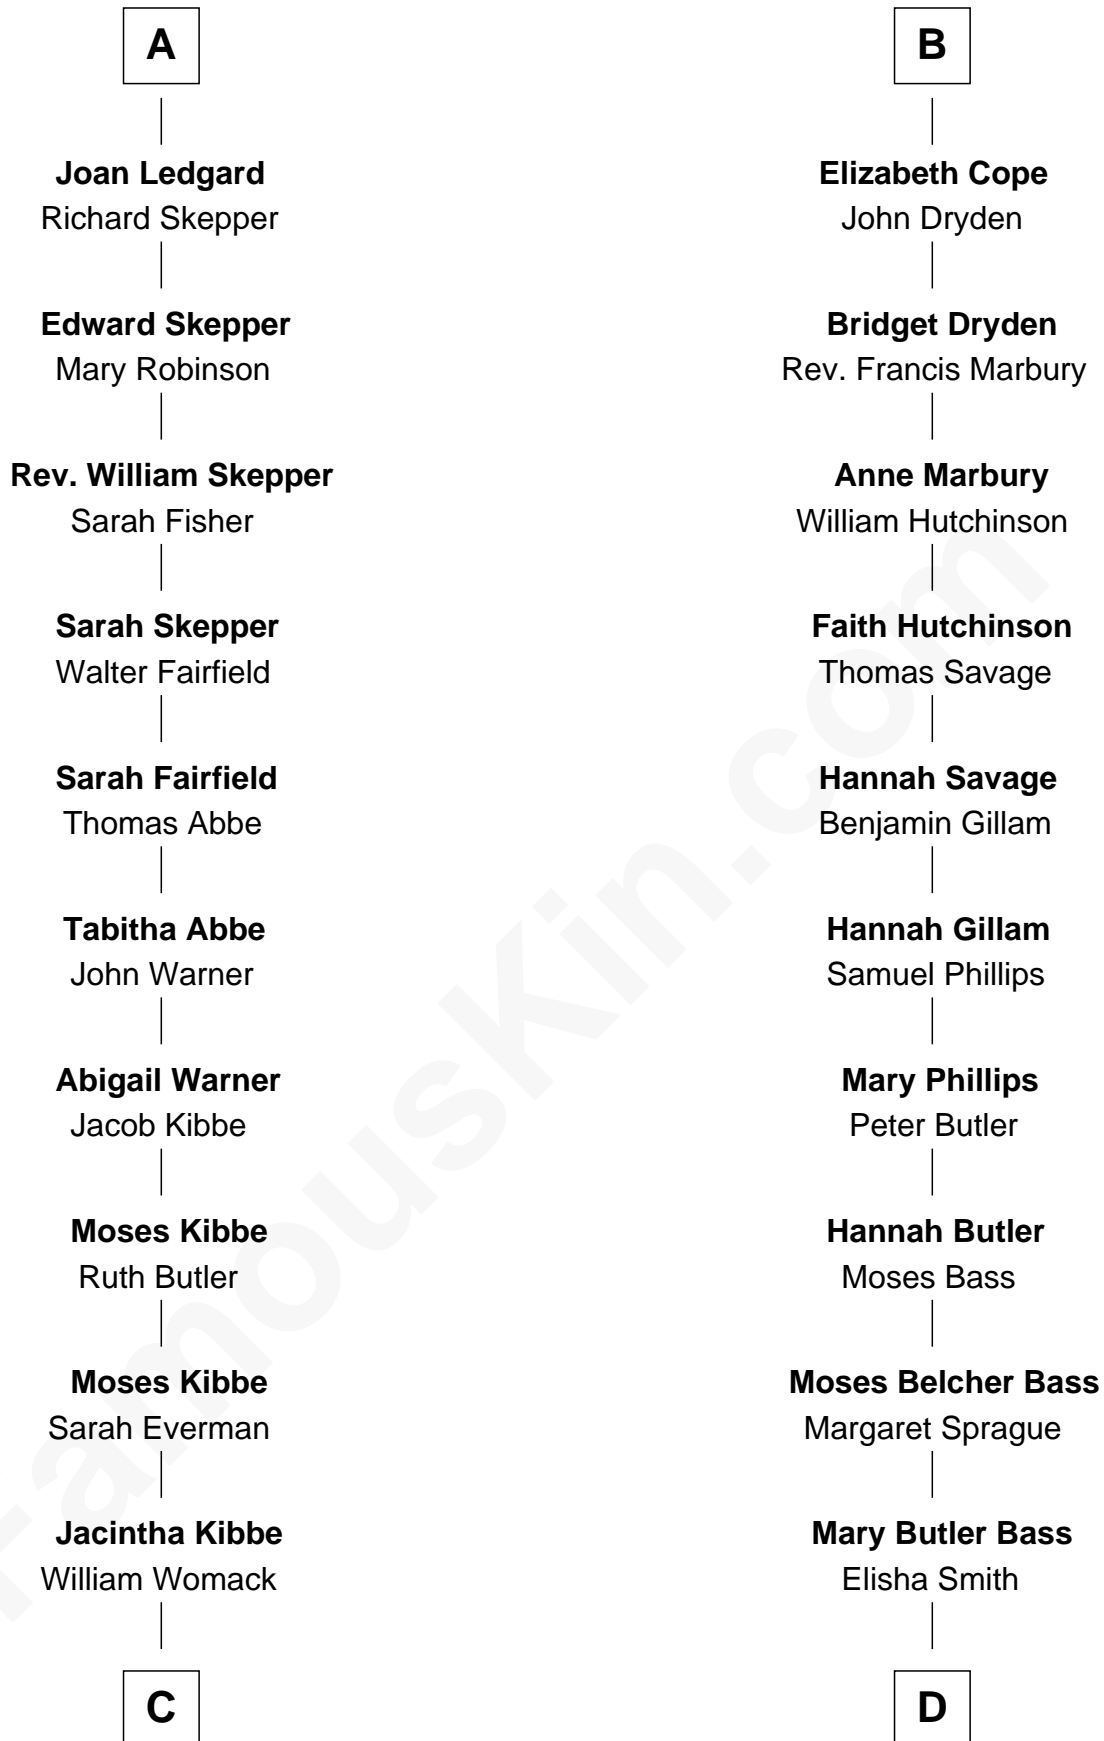 A
Joan Ledgard
Richard Skepper
Edward Skepper
Mary Robinson
Rev. William Skepper
Sarah Fisher
Sarah Skepper
Walter Fairfield
Sarah Fairfield
Thomas Abbe
Tabitha Abbe
John Warner
Abigail Warner
Jacob Kibbe
Moses Kibbe
Ruth Butler
Moses Kibbe
Sarah Everman
Jacintha Kibbe
William Womack
C
B
Elizabeth Cope
John Dryden
Bridget Dryden
Rev. Francis Marbury
Anne Marbury
William Hutchinson
Faith Hutchinson
Thomas Savage
Hannah Savage
Benjamin Gillam
Hannah Gillam
Samuel Phillips
Mary Phillips
Peter Butler
Hannah Butler
Moses Bass
Moses Belcher Bass
Margaret Sprague
Mary Butler Bass
Elisha Smith
D
FamousKin.com